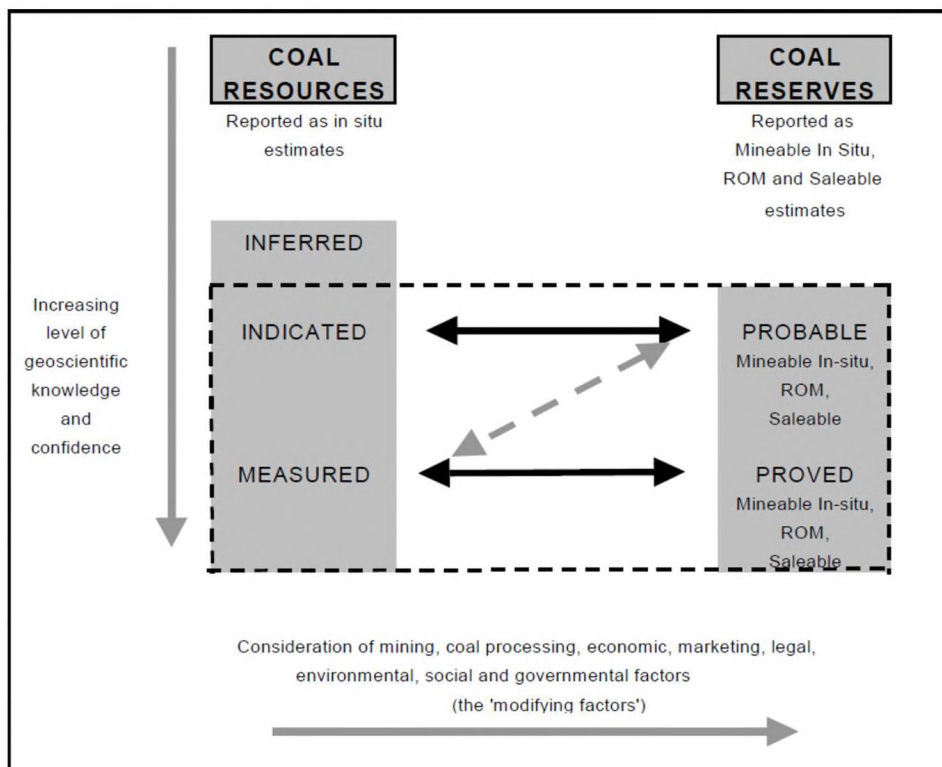 COAL
RESOURCES
Reported as in situ
estimates
COAL
RESERVES
Reported as
Mineable In Situ,
ROM and Saleable
estimates
INFERRED
Increasing
level of
geoscientific
knowledge
and
confidence
INDICATED
MEASURED
PROBABLE
Mineable In-situ,
ROM,
Saleable
PROVED
Mineable In-situ,
ROM,
Saleable
Consideration of mining, coal processing, economic, marketing, legal,
environmental, social and governmental factors
(the 'modifying factors')